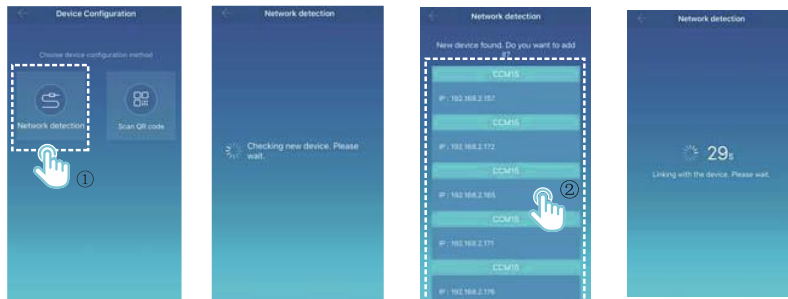 Device Configuration
Choose device configuration method
Network detection
Scan QR code
①
Network detection
Checking new device. Please
wait.
Network detection
New device found. Do you want to add
it?
CCM15
IP : 192.168.2.157
CCM15
IP : 192.168.2.172
CCM15
IP : 192.168.2.165
②
CCM15
IP : 192.168.2.171
CCM15
IP : 192.168.2.176
Network detection
29s
Linking with the device. Please wait.